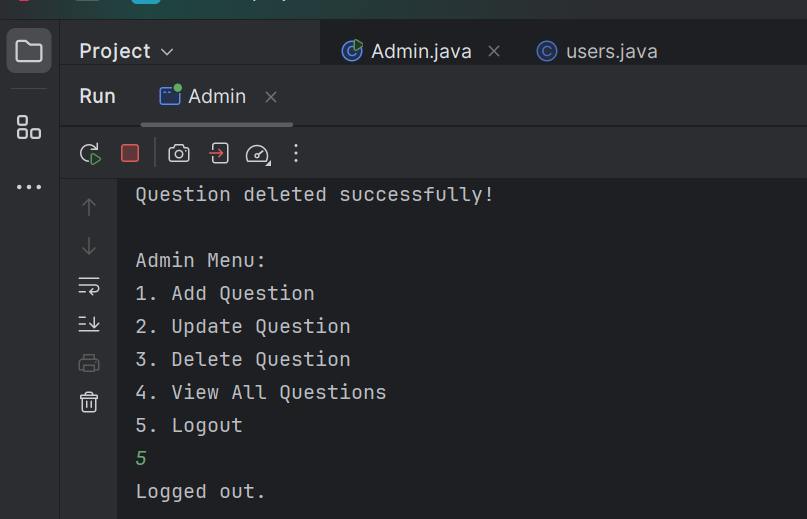 Project
Admin.java
users.java
Run
Admin
Question deleted successfully!
Admin Menu:
1. Add Question
2. Update Question
3. Delete Question
4. View All Questions
5. Logout
5
Logged out.